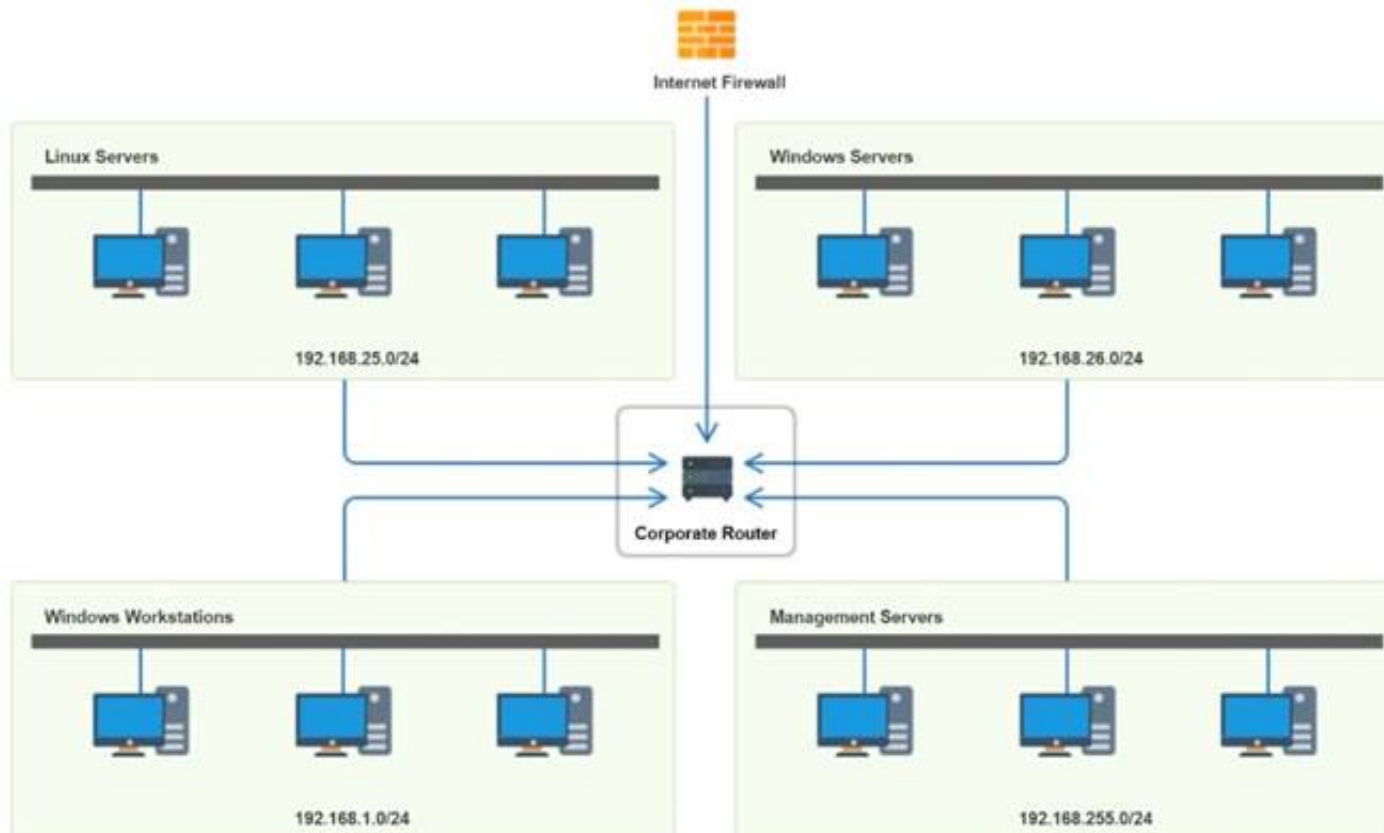 Internet Firewall
Linux Servers
192.168.25.0/24
Windows Servers
192.168.26.0/24
Corporate Router
Windows Workstations
192.168.1.0/24
Management Servers
192.168.255.0/24